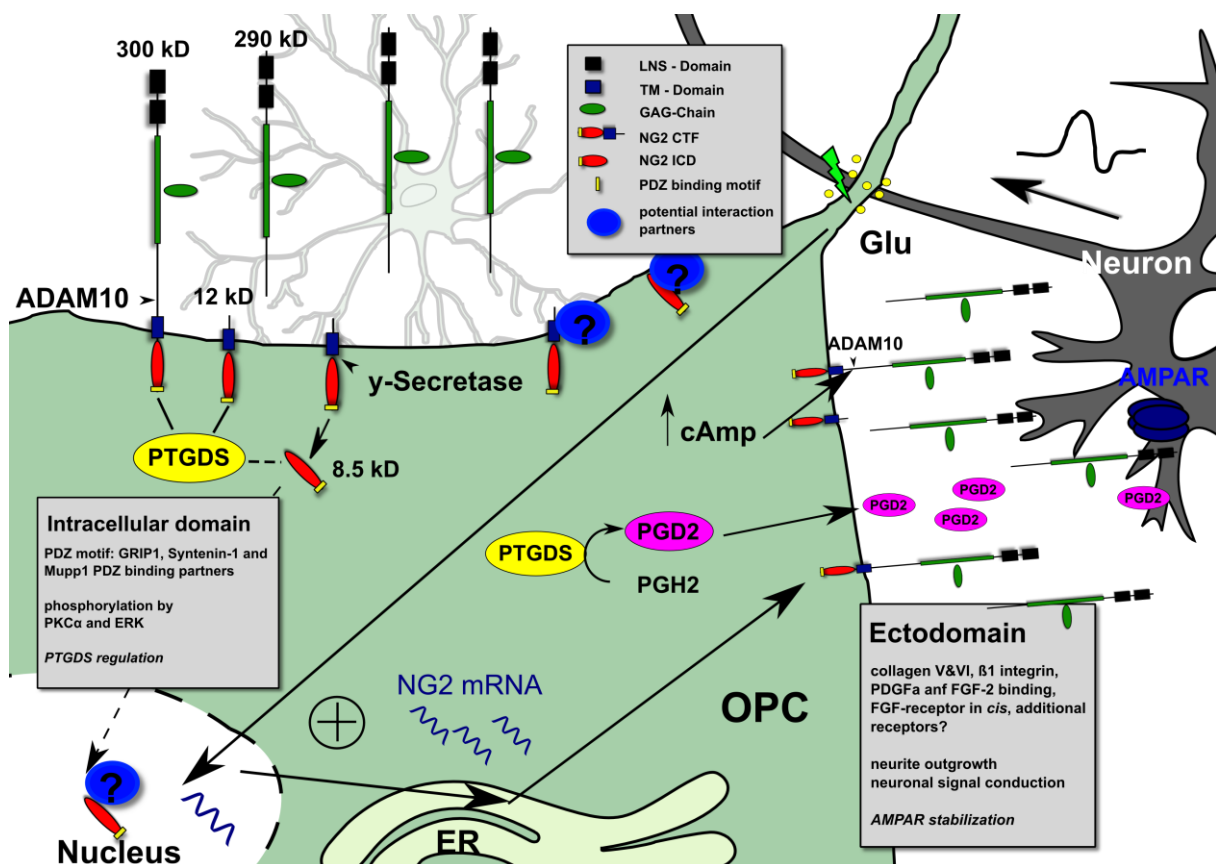 300 kD
290 kD
LNS - Domain
TM - Domain
GAG-Chain
NG2 CTF
NG2 ICD
PDZ binding motif
potential interaction
partners
Glu
Neuron
ADAM10
12 kD
?
?
y-Secretase
ADAM10
AMPAR
cAmp
PTGDS
8.5 kD
PGD2
PGD2
PGD2
PGD2
Intracellular domain
PDZ motif: GRIP1, Syntenin-1 and
Mupp1 PDZ binding partners
phosphorylation by
PKCα and ERK
PTGDS regulation
PTGDS
PGD2
PGH2
Ectodomain
collagen V&VI, ß1 integrin,
PDGFa anf FGF-2 binding,
FGF-receptor in cis, additional
receptors?
neurite outgrowth
neuronal signal conduction
AMPAR stabilization
NG2 mRNA
OPC
?
Nucleus
ER